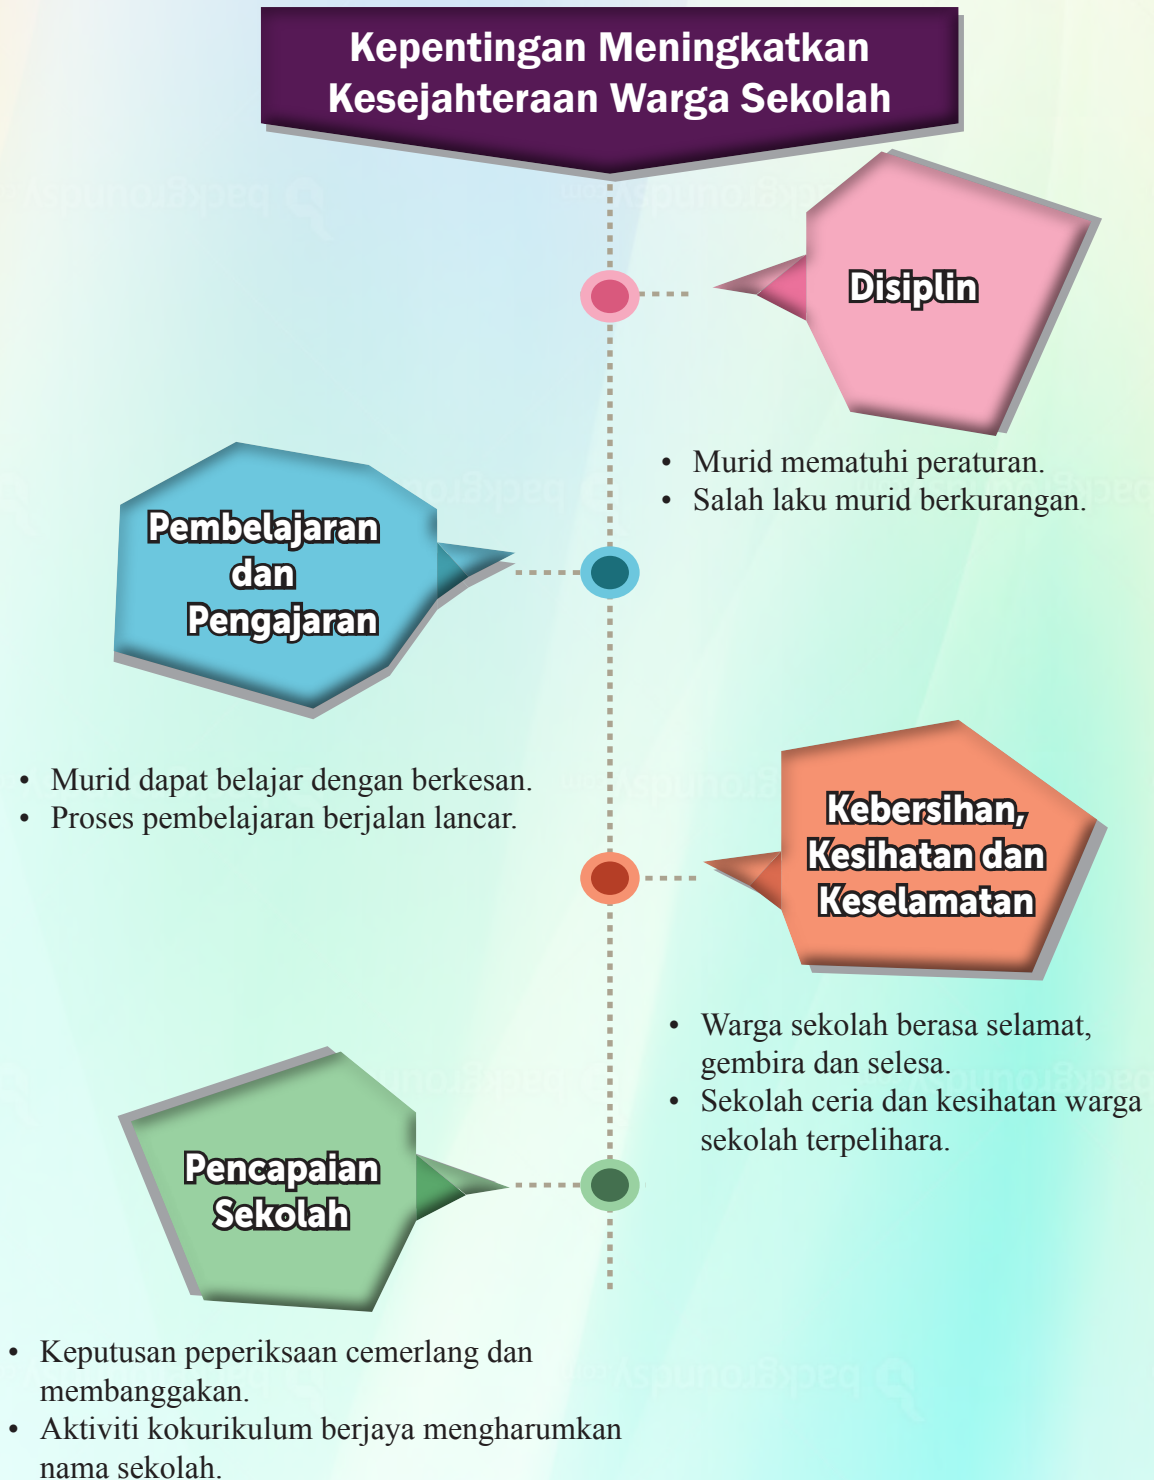 Kepentingan Meningkatkan
Kesejahteraan Warga Sekolah
Disiplin
• Murid mematuhi peraturan.
• Salah laku murid berkurangan.
Pembelajaran
dan
Pengajaran
• Murid dapat belajar dengan berkesan.
• Proses pembelajaran berjalan lancar.
Kebersihan,
Kesihatan dan
Keselamatan
• Warga sekolah berasa selamat,
gembira dan selesa.
• Sekolah ceria dan kesihatan warga
sekolah terpelihara.
Pencapaian
Sekolah
• Keputusan peperiksaan cemerlang dan
membanggakan.
• Aktiviti kokurikulum berjaya mengharumkan
nama sekolah.